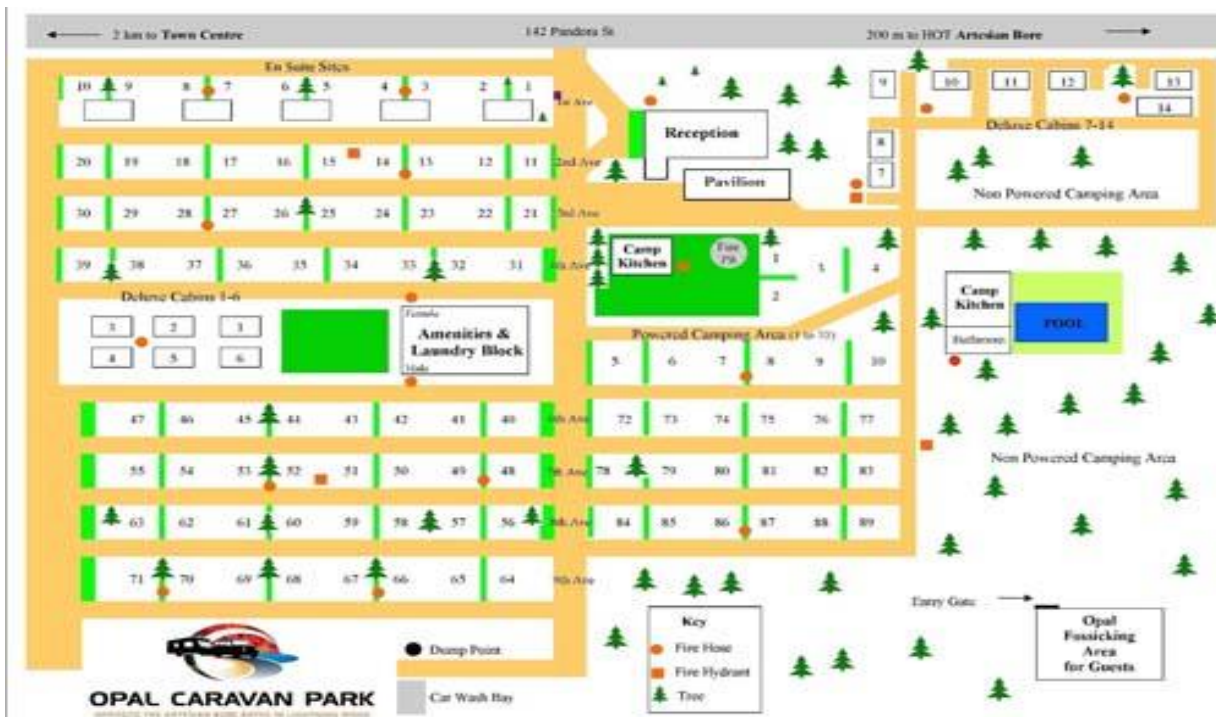 2 km to Town Centre 142 Pandora St 200 m to HOT Artesian Bore
En Suite Sites
10 9 8 7 6 5 4 3 2 1
1st Ave
9 10 11 12 13
14
Deluxe Cabins 7-14
Reception
Pavilion
8
7
Non Powered Camping Area
20 19 18 17 16 15 14 13 12 11 2nd Ave
30 29 28 27 26 25 24 23 22 21 3rd Ave
39 38 37 36 35 34 33 32 31 4th Ave
Camp
Kitchen
Fire
Pit
1
2
3
4
Deluxe Cabins 1-6
3 2 1
4 5 6
Females
Amenities &
Laundry Block
Males
Camp
Kitchen
Bathroom
POOL
Powered Camping Area (1 to 10)
5 6 7 8 9 10
47 46 45 44 43 42 41 40
72 73 74 75 76 77
55 54 53 52 51 50 49 48
78 79 80 81 82 83
Non Powered Camping Area
63 62 61 60 59 58 57 56 8th Ave
84 85 86 87 88 89
71 70 69 68 67 66 65 64 9th Ave
Entry Gate
Opal
Fossicking
Area
for Guests
Key
Fire Hose
Fire Hydrant
Tree
Dump Point
Car Wash Bay
OPAL CARAVAN PARK